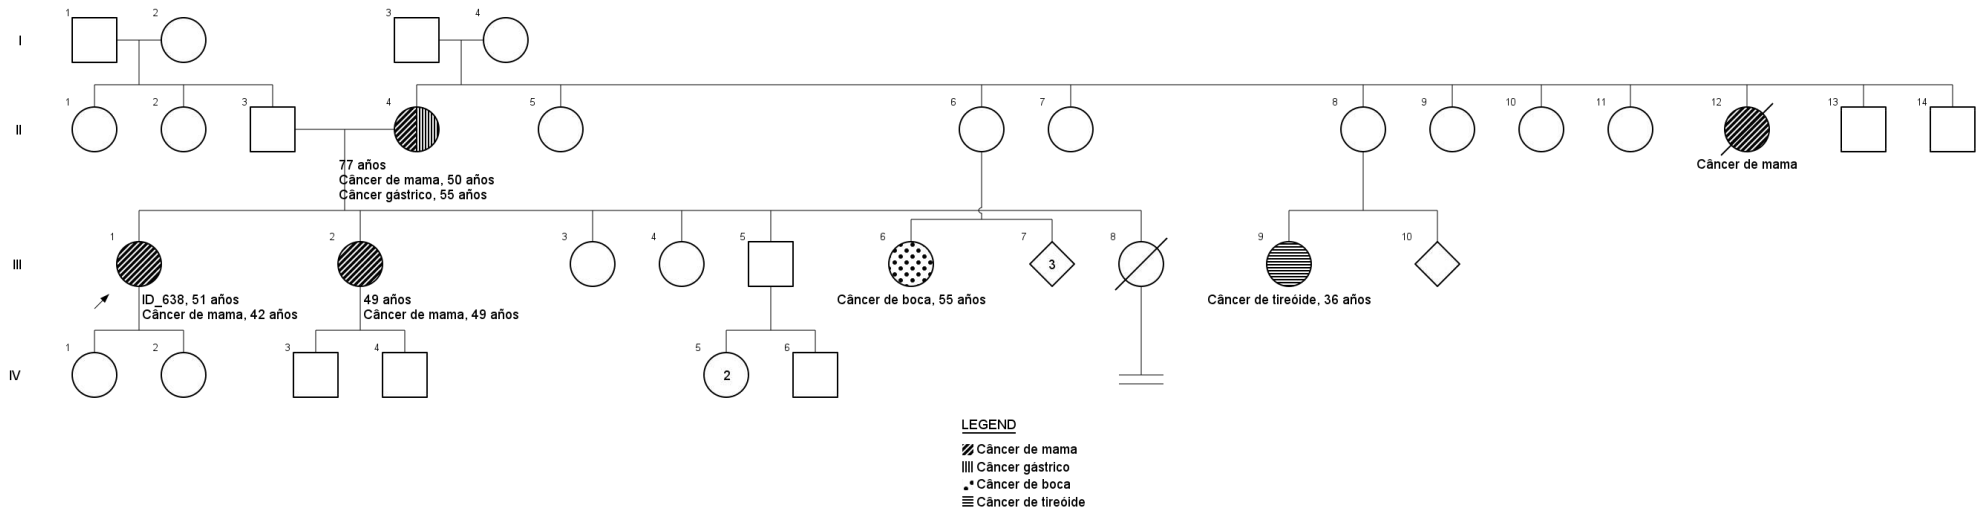 1 2 3 4
I
1 2 3 4 5 6 7 8 9 10 11 12 13 14
II
77 años
Câncer de mama, 50 años
Câncer gástrico, 55 años
Câncer de mama
1 2 3 4 5 6 7 8 9 10
III
3
ID_638, 51 años
Câncer de mama, 42 años
49 años
Câncer de mama, 49 años
Câncer de boca, 55 años
Câncer de tireóide, 36 años
1 2 3 4 5 6
IV
2
LEGEND
Câncer de mama
Câncer gástrico
Câncer de boca
Câncer de tireóide